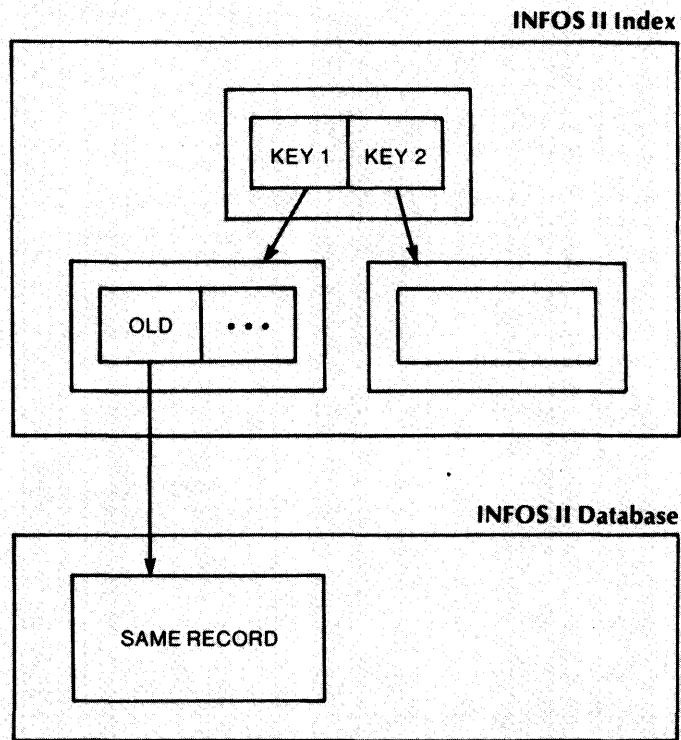 INFOS II Index
KEY 1 KEY 2
OLD •••
INFOS II Database
SAME RECORD